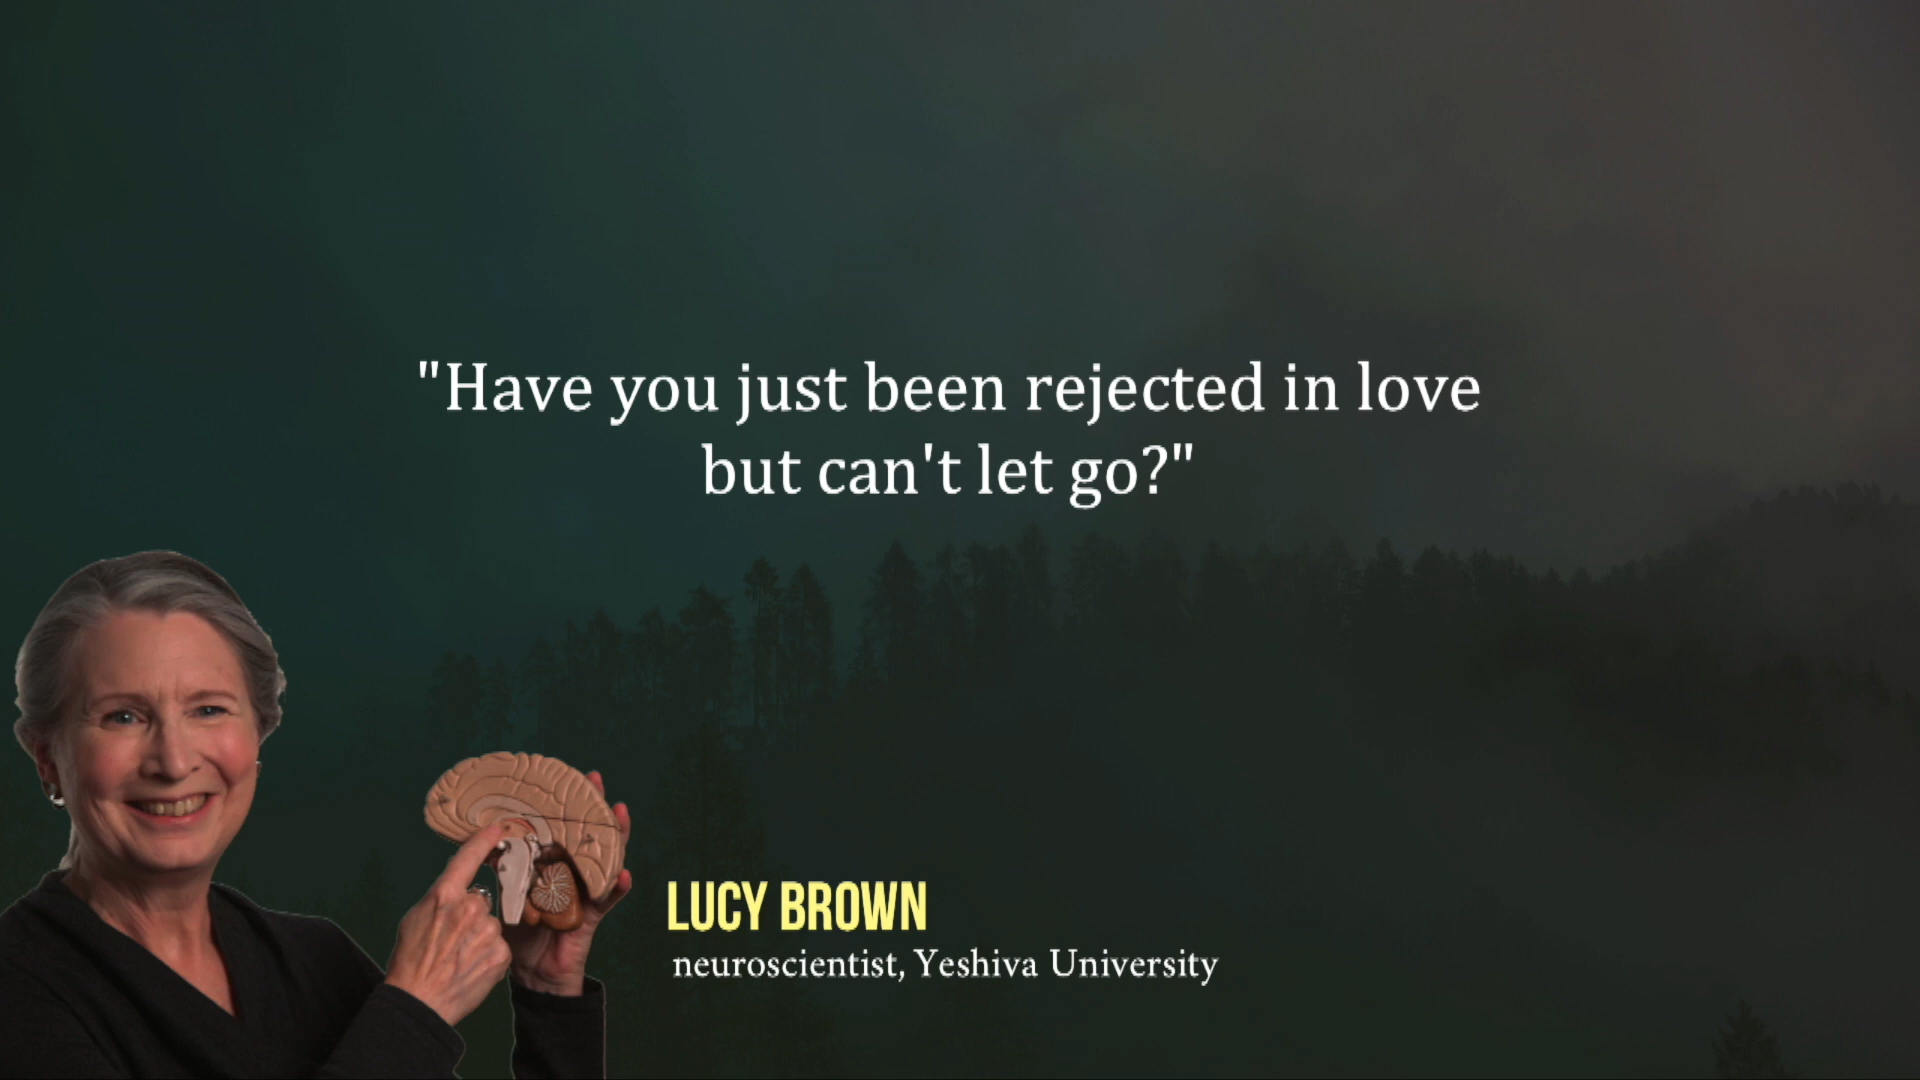 "Have you just been rejected in love
but can't let go?"
LUCY BROWN
neuroscientist, Yeshiva University